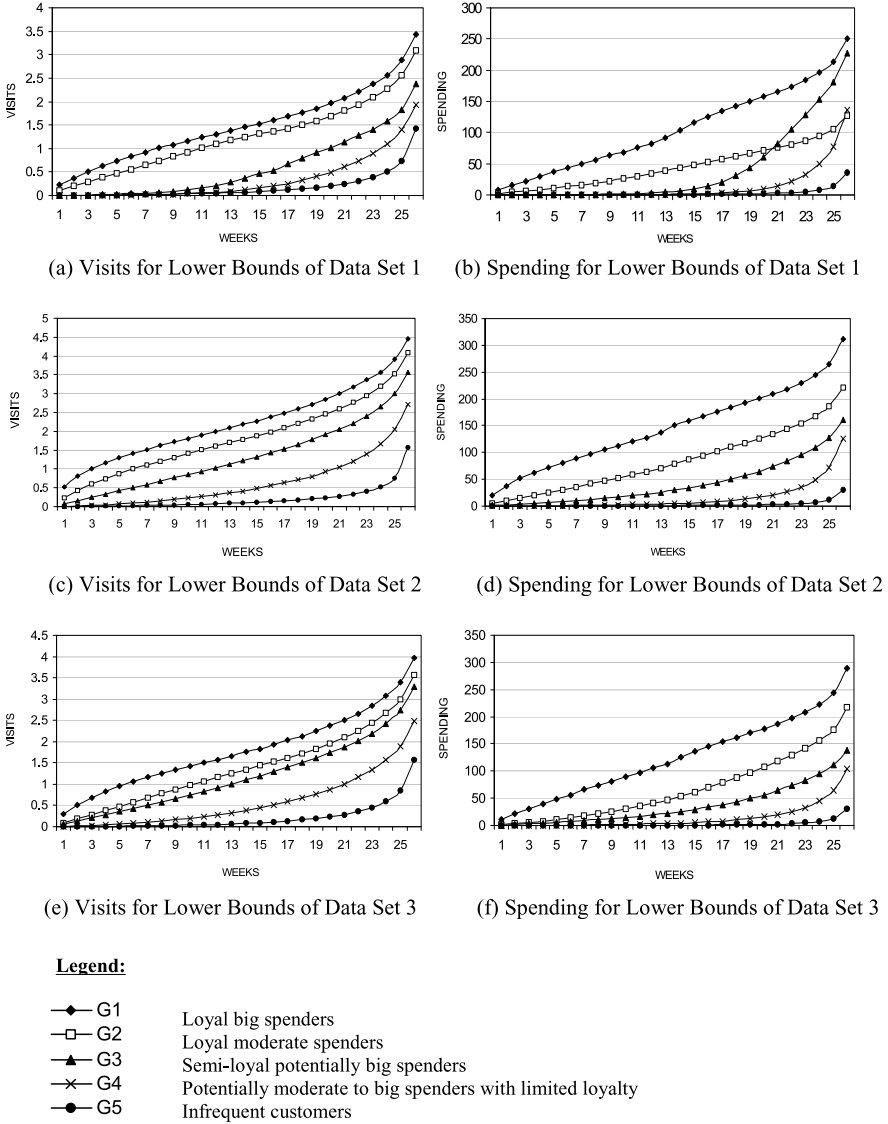 4
3.5
3
2.5
2
1.5
1
0.5
0
VISITS
1 3 5 7 9 11 13 15 17 19 21 23 25
WEEKS
300
250
200
150
100
50
0
SPENDING
1 3 5 7 9 11 13 15 17 19 21 23 25
WEEKS
(a) Visits for Lower Bounds of Data Set 1
(b) Spending for Lower Bounds of Data Set 1
5
4.5
4
3.5
3
2.5
2
1.5
1
0.5
0
VISITS
1 3 5 7 9 11 13 15 17 19 21 23 25
WEEKS
350
300
250
200
150
100
50
0
SPENDING
1 3 5 7 9 11 13 15 17 19 21 23 25
WEEKS
(c) Visits for Lower Bounds of Data Set 2
(d) Spending for Lower Bounds of Data Set 2
4.5
4
3.5
3
2.5
2
1.5
1
0.5
0
VISITS
1 3 5 7 9 11 13 15 17 19 21 23 25
WEEKS
350
300
250
200
150
100
50
0
SPENDING
1 3 5 7 9 11 13 15 17 19 21 23 25
WEEKS
(e) Visits for Lower Bounds of Data Set 3
(f) Spending for Lower Bounds of Data Set 3
Legend:
G1 Loyal big spenders
G2 Loyal moderate spenders
G3 Semi-loyal potentially big spenders
G4 Potentially moderate to big spenders with limited loyalty
G5 Infrequent customers